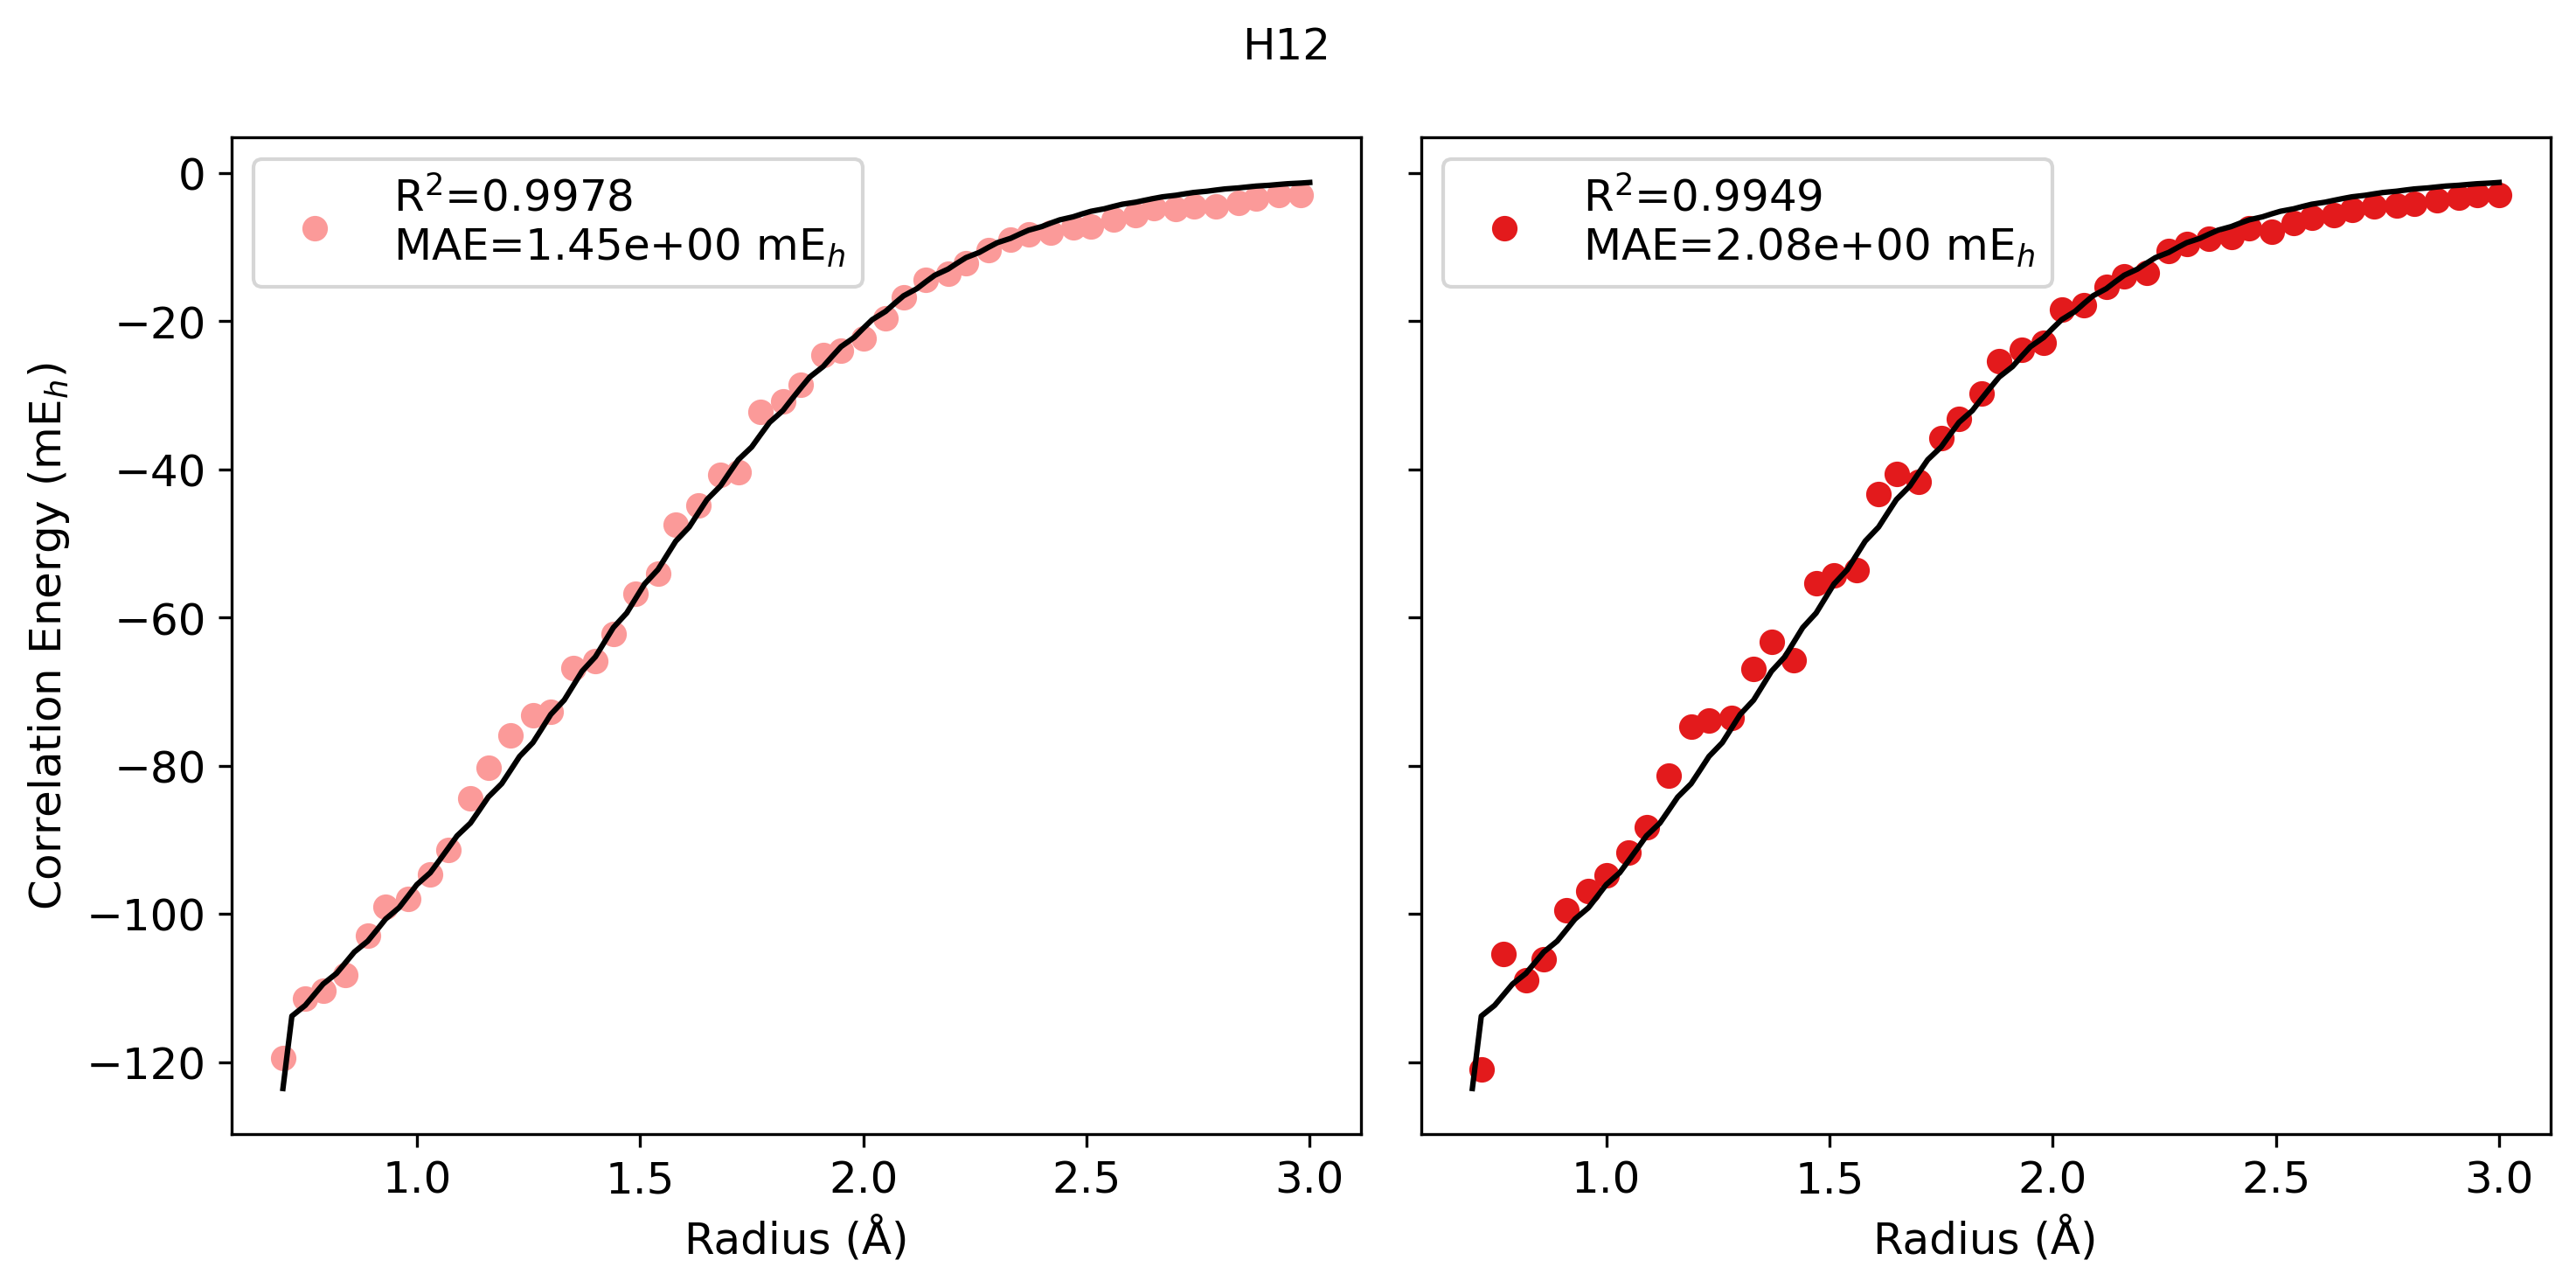 H12
R²=0.9978
MAE=1.45e+00 mEₕ
R²=0.9949
MAE=2.08e+00 mEₕ
Correlation Energy (mEₕ)
0
−20
−40
−60
−80
−100
−120
1.0 1.5 2.0 2.5 3.0
1.0 1.5 2.0 2.5 3.0
Radius (Å)
Radius (Å)